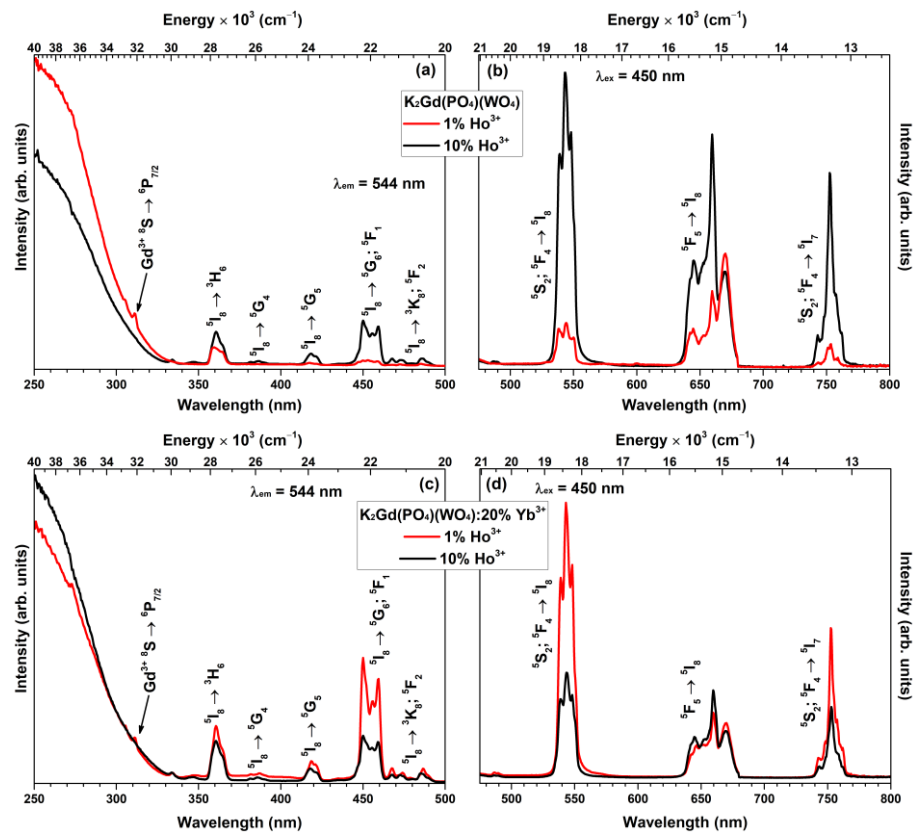 Energy × 10³ (cm⁻¹)
40 38 36 34 32 30 28 26 24 22 20
(a)
Gd³⁺ ⁸S → ⁶P₇/₂
λem = 544 nm
⁵I₈ → ³H₆
⁵I₈ → ⁵G₄
⁵I₈ → ⁵G₅
⁵I₈ → ⁵G₆; ⁵F₁
⁵I₈ → ³K₈; ⁵F₂
Intensity (arb. units)
250 300 350 400 450 500
Wavelength (nm)
Energy × 10³ (cm⁻¹)
21 20 19 18 17 16 15 14 13
(b)
λex = 450 nm
K₂Gd(PO₄)(WO₄)
1% Ho³⁺
10% Ho³⁺
⁵S₂; ⁵F₄ → ⁵I₈
⁵F₅ → ⁵I₈
⁵S₂; ⁵F₄ → ⁵I₇
Intensity (arb. units)
500 550 600 650 700 750 800
Wavelength (nm)
Energy × 10³ (cm⁻¹)
40 38 36 34 32 30 28 26 24 22 20
λem = 544 nm
(c)
Gd³⁺ ⁸S → ⁶P₇/₂
⁵I₈ → ³H₆
⁵I₈ → ⁵G₄
⁵I₈ → ⁵G₅
⁵I₈ → ⁵G₆; ⁵F₁
⁵I₈ → ³K₈; ⁵F₂
Intensity (arb. units)
250 300 350 400 450 500
Wavelength (nm)
Energy × 10³ (cm⁻¹)
21 20 19 18 17 16 15 14 13
(d)
λex = 450 nm
K₂Gd(PO₄)(WO₄):20% Yb³⁺
1% Ho³⁺
10% Ho³⁺
⁵S₂; ⁵F₄ → ⁵I₈
⁵F₅ → ⁵I₈
⁵S₂; ⁵F₄ → ⁵I₇
Intensity (arb. units)
500 550 600 650 700 750 800
Wavelength (nm)